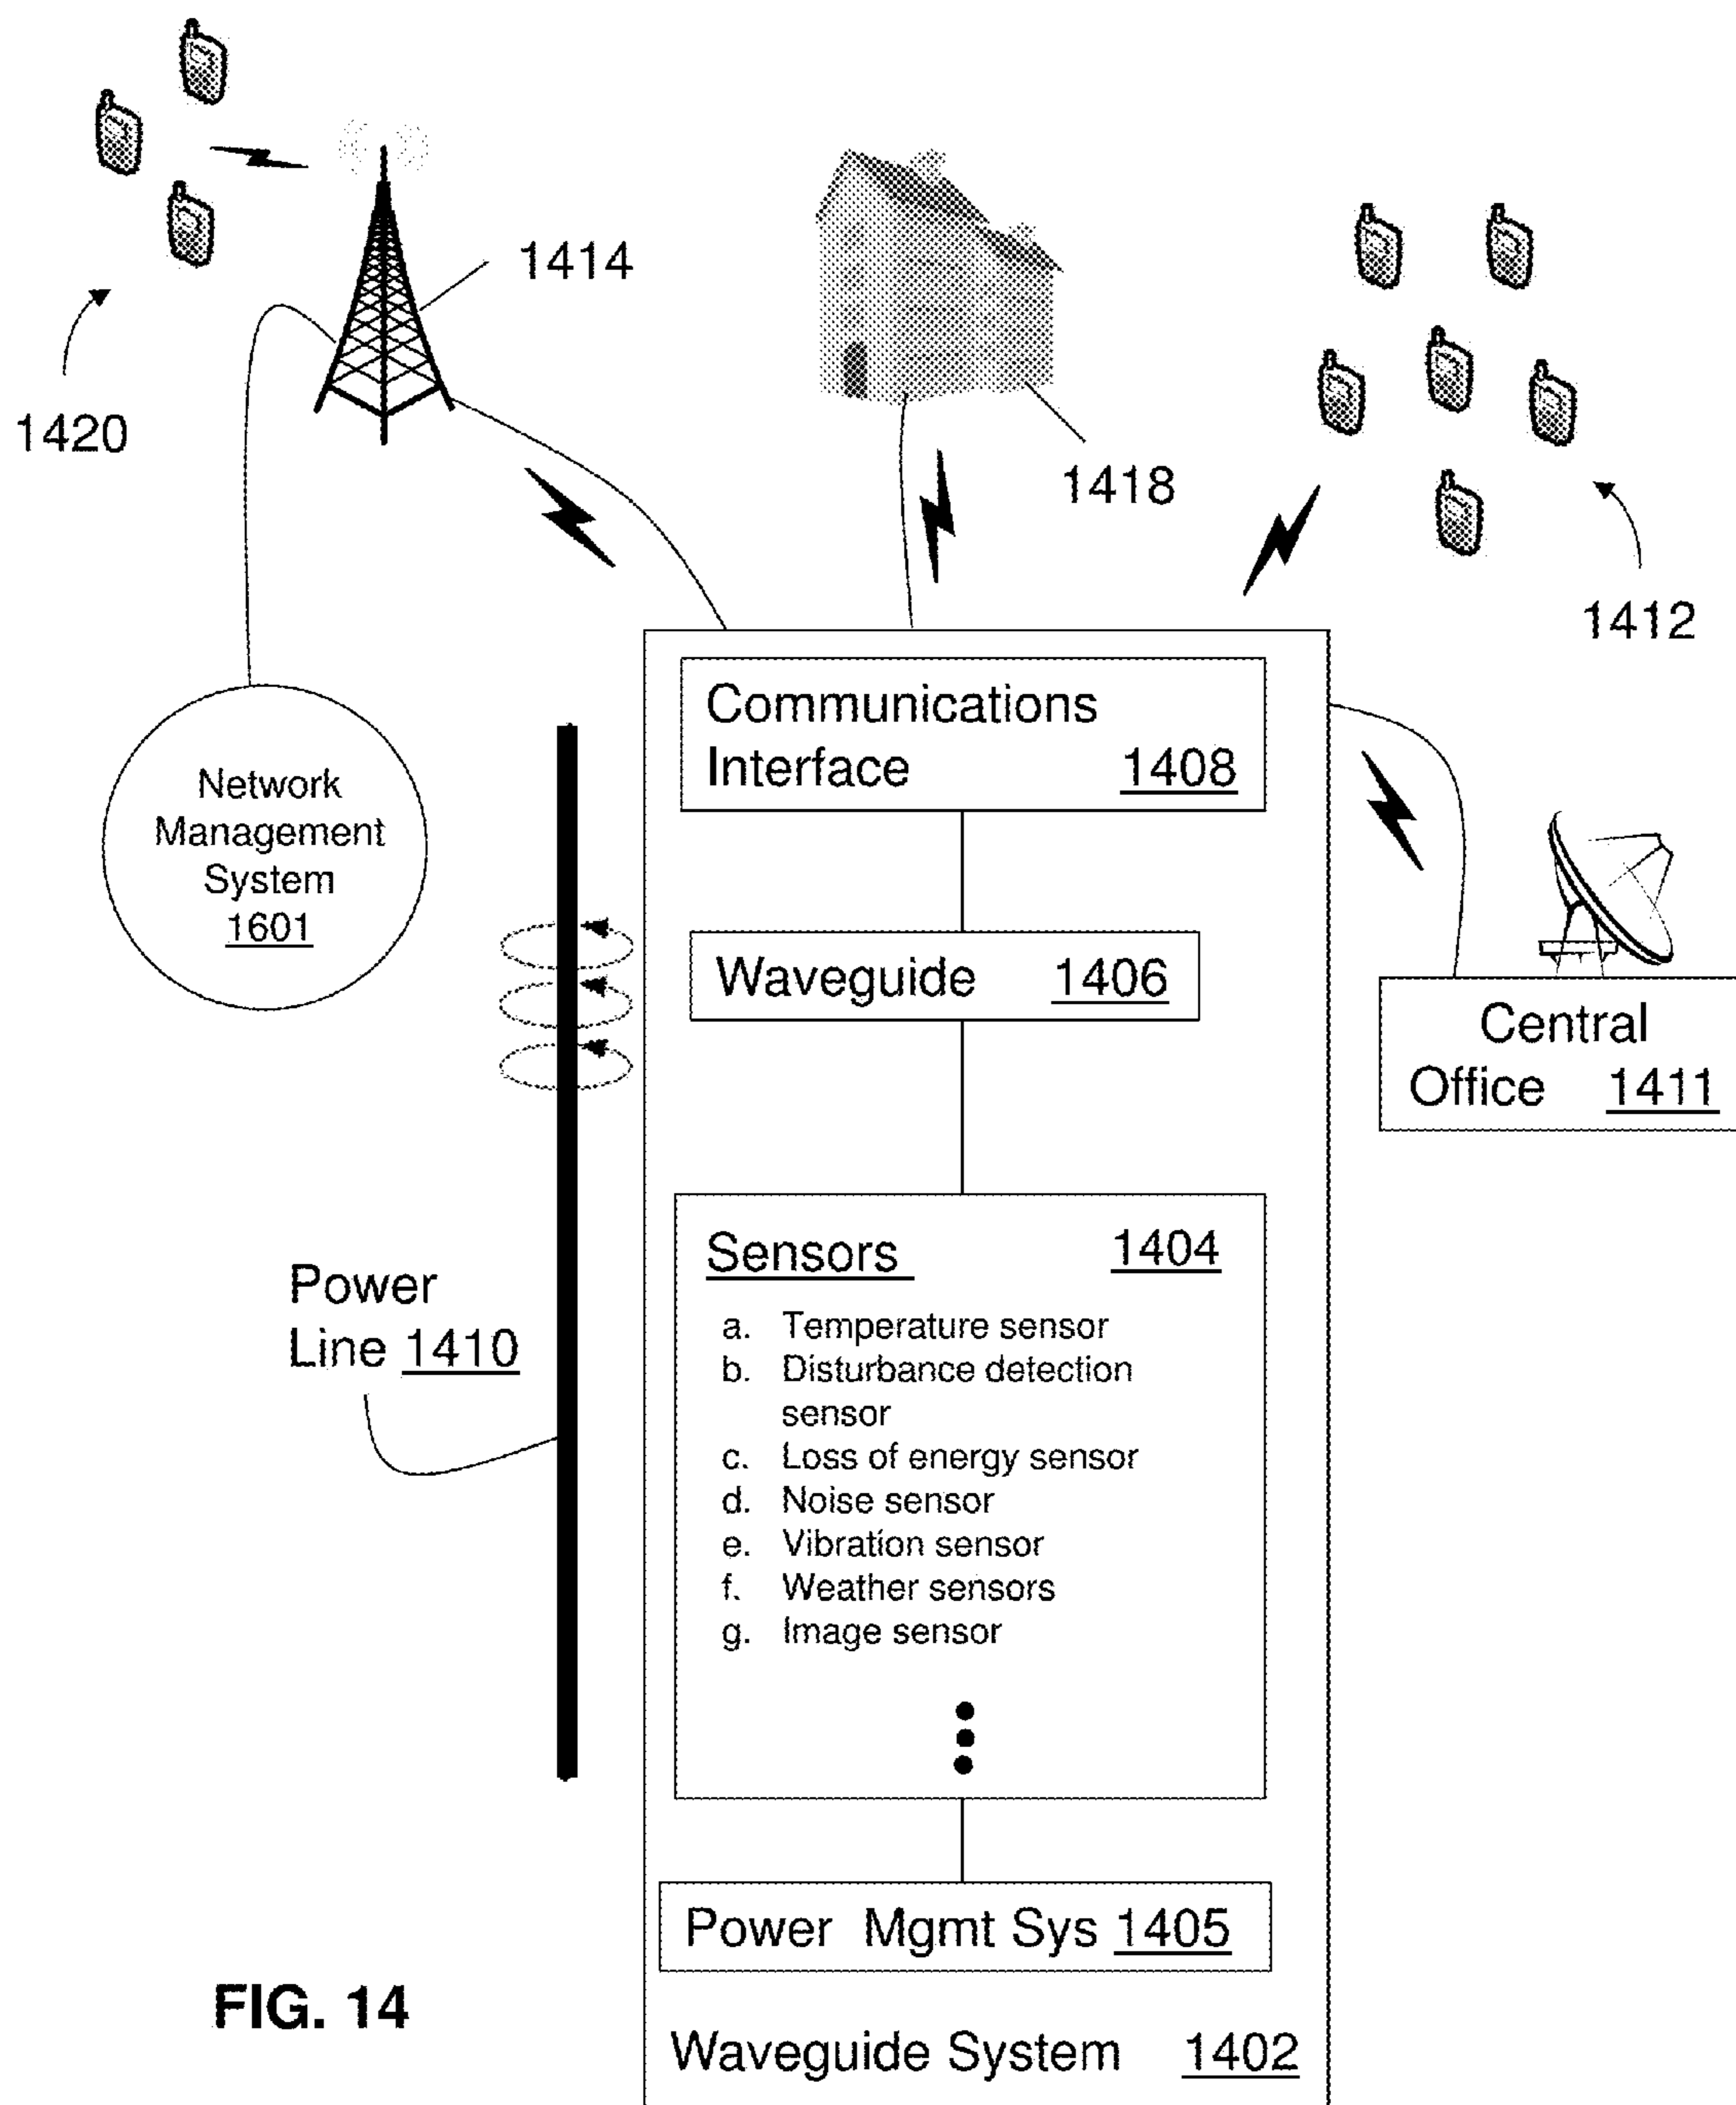 1414
1420
1418
1412
Communications
Interface 1408
Network
Management
System
1601
Waveguide 1406
Central
Office 1411
Sensors 1404
a. Temperature sensor
b. Disturbance detection
sensor
c. Loss of energy sensor
d. Noise sensor
e. Vibration sensor
f. Weather sensors
g. Image sensor
Power
Line 1410
Power Mgmt Sys 1405
FIG. 14
Waveguide System 1402